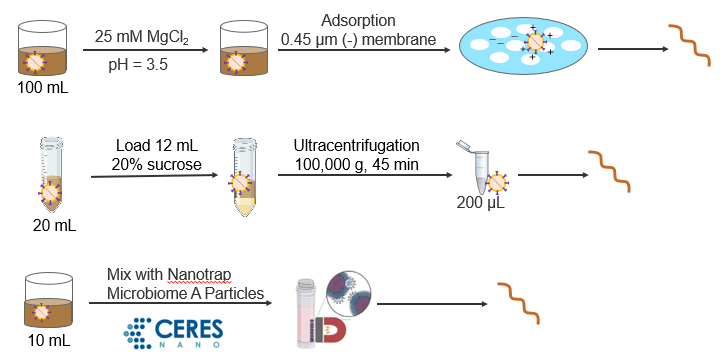 25 mM MgCl₂
pH = 3.5
Adsorption
0.45 µm (-) membrane
100 mL
Load 12 mL
20% sucrose
Ultracentrifugation
100,000 g, 45 min
200 µL
20 mL
Mix with Nanotrap
Microbiome A Particles
CERES
NANO
10 mL